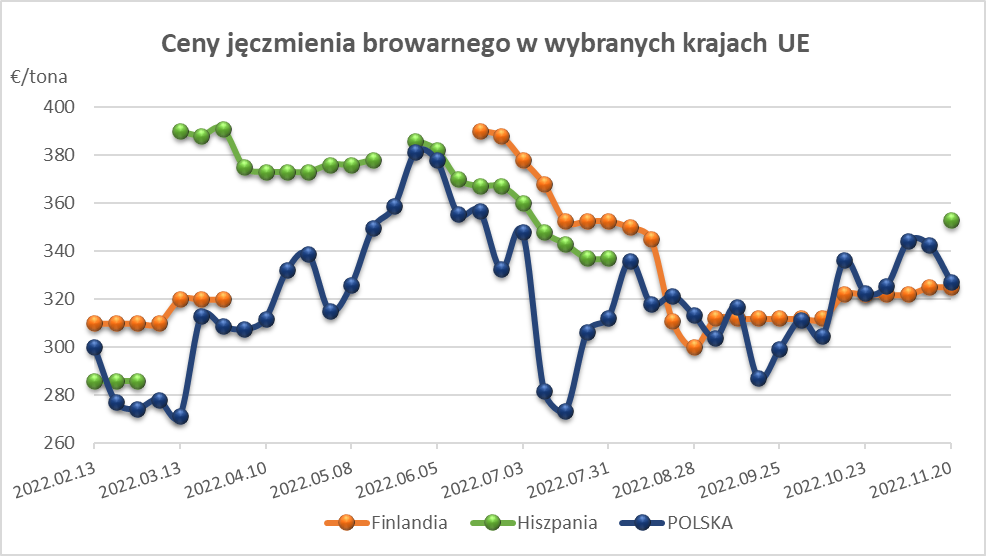 Ceny jęczmienia browarnego w wybranych krajach UE
€/tona
400
380
360
340
320
300
280
260
2022.02.13 2022.03.13 2022.04.10 2022.05.08 2022.06.05 2022.07.03 2022.07.31 2022.08.28 2022.09.25 2022.10.23 2022.11.20
Finlandia Hiszpania POLSKA